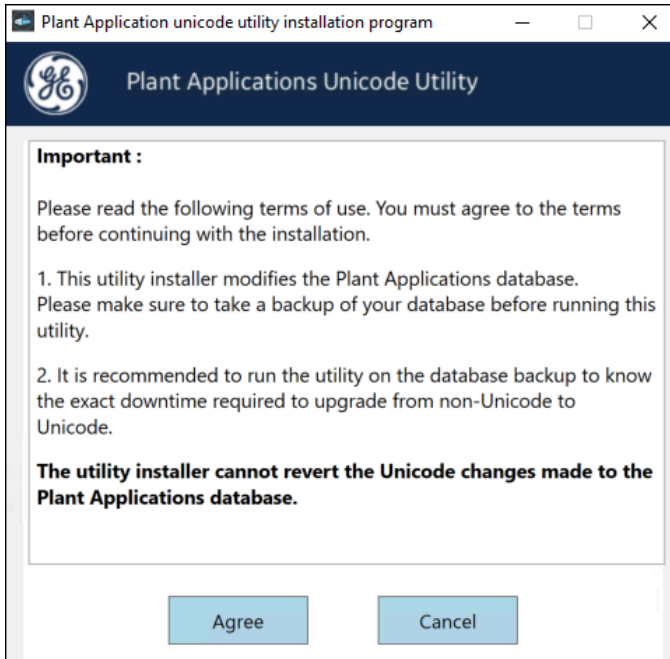 Plant Application unicode utility installation program
Plant Applications Unicode Utility
Important :
Please read the following terms of use. You must agree to the terms
before continuing with the installation.
1. This utility installer modifies the Plant Applications database.
Please make sure to take a backup of your database before running this
utility.
2. It is recommended to run the utility on the database backup to know
the exact downtime required to upgrade from non-Unicode to
Unicode.
The utility installer cannot revert the Unicode changes made to the
Plant Applications database.
Agree
Cancel